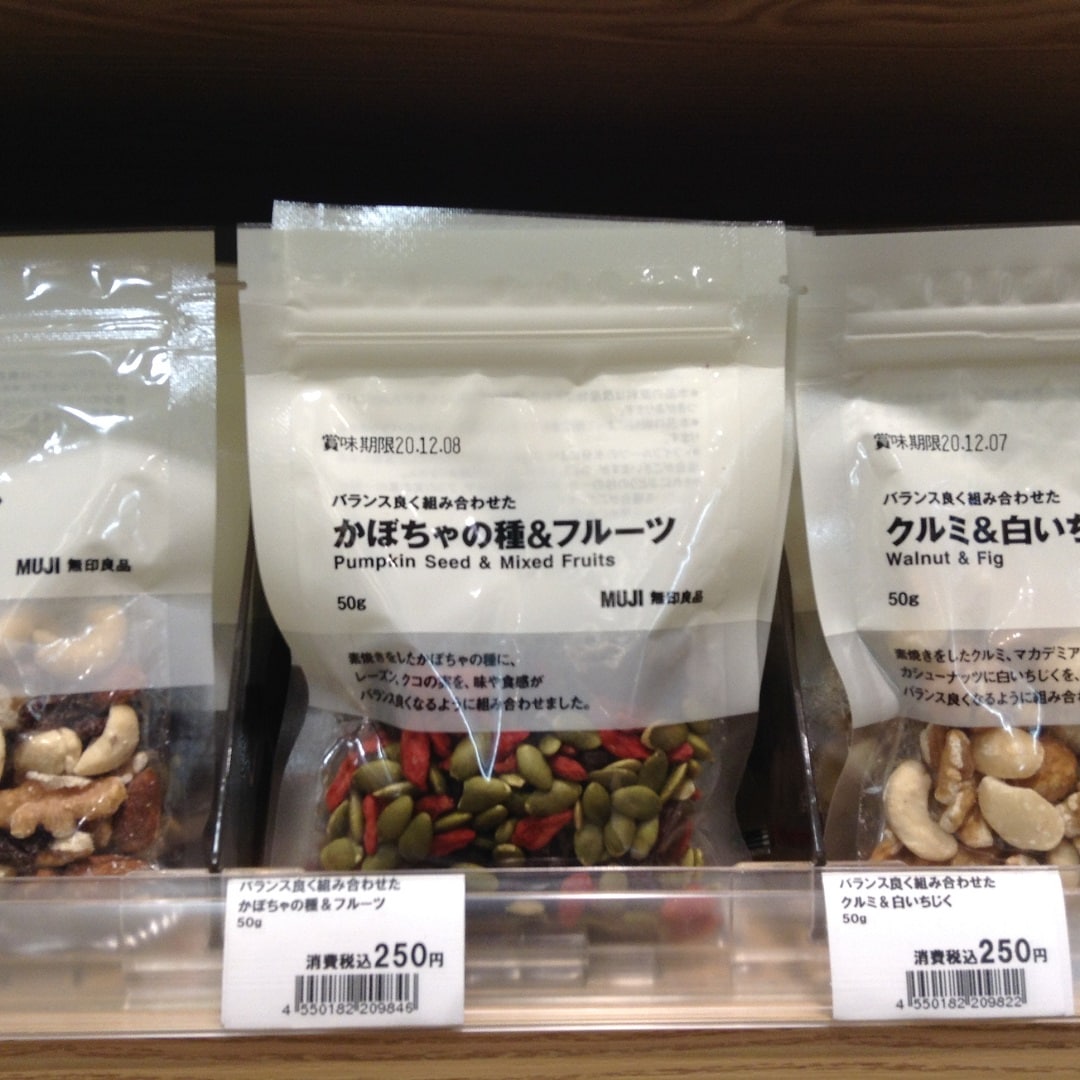 MUJI 無印良品
賞味期限20.12.08
バランス良く組み合わせた
かぼちゃの種&フルーツ
Pumpkin Seed & Mixed Fruits
50g
MUJI 無印良品
素焼きをしたかぼちゃの種に、
レーズン、クコの実を、味や食感が
バランス良くなるように組み合わせました。
賞味期限20.12.07
バランス良く組み合わせた
クルミ&白いち
Walnut & Fig
50g
素焼きをしたクルミ、マカデミア
カシューナッツに白いちじくを、
バランス良くなるように組み合
バランス良く組み合わせた
かぼちゃの種&フルーツ
50g
消費税込250円
4 550182 209846
バランス良く組み合わせた
クルミ&白いちじく
50g
消費税込250円
4 550182 209822